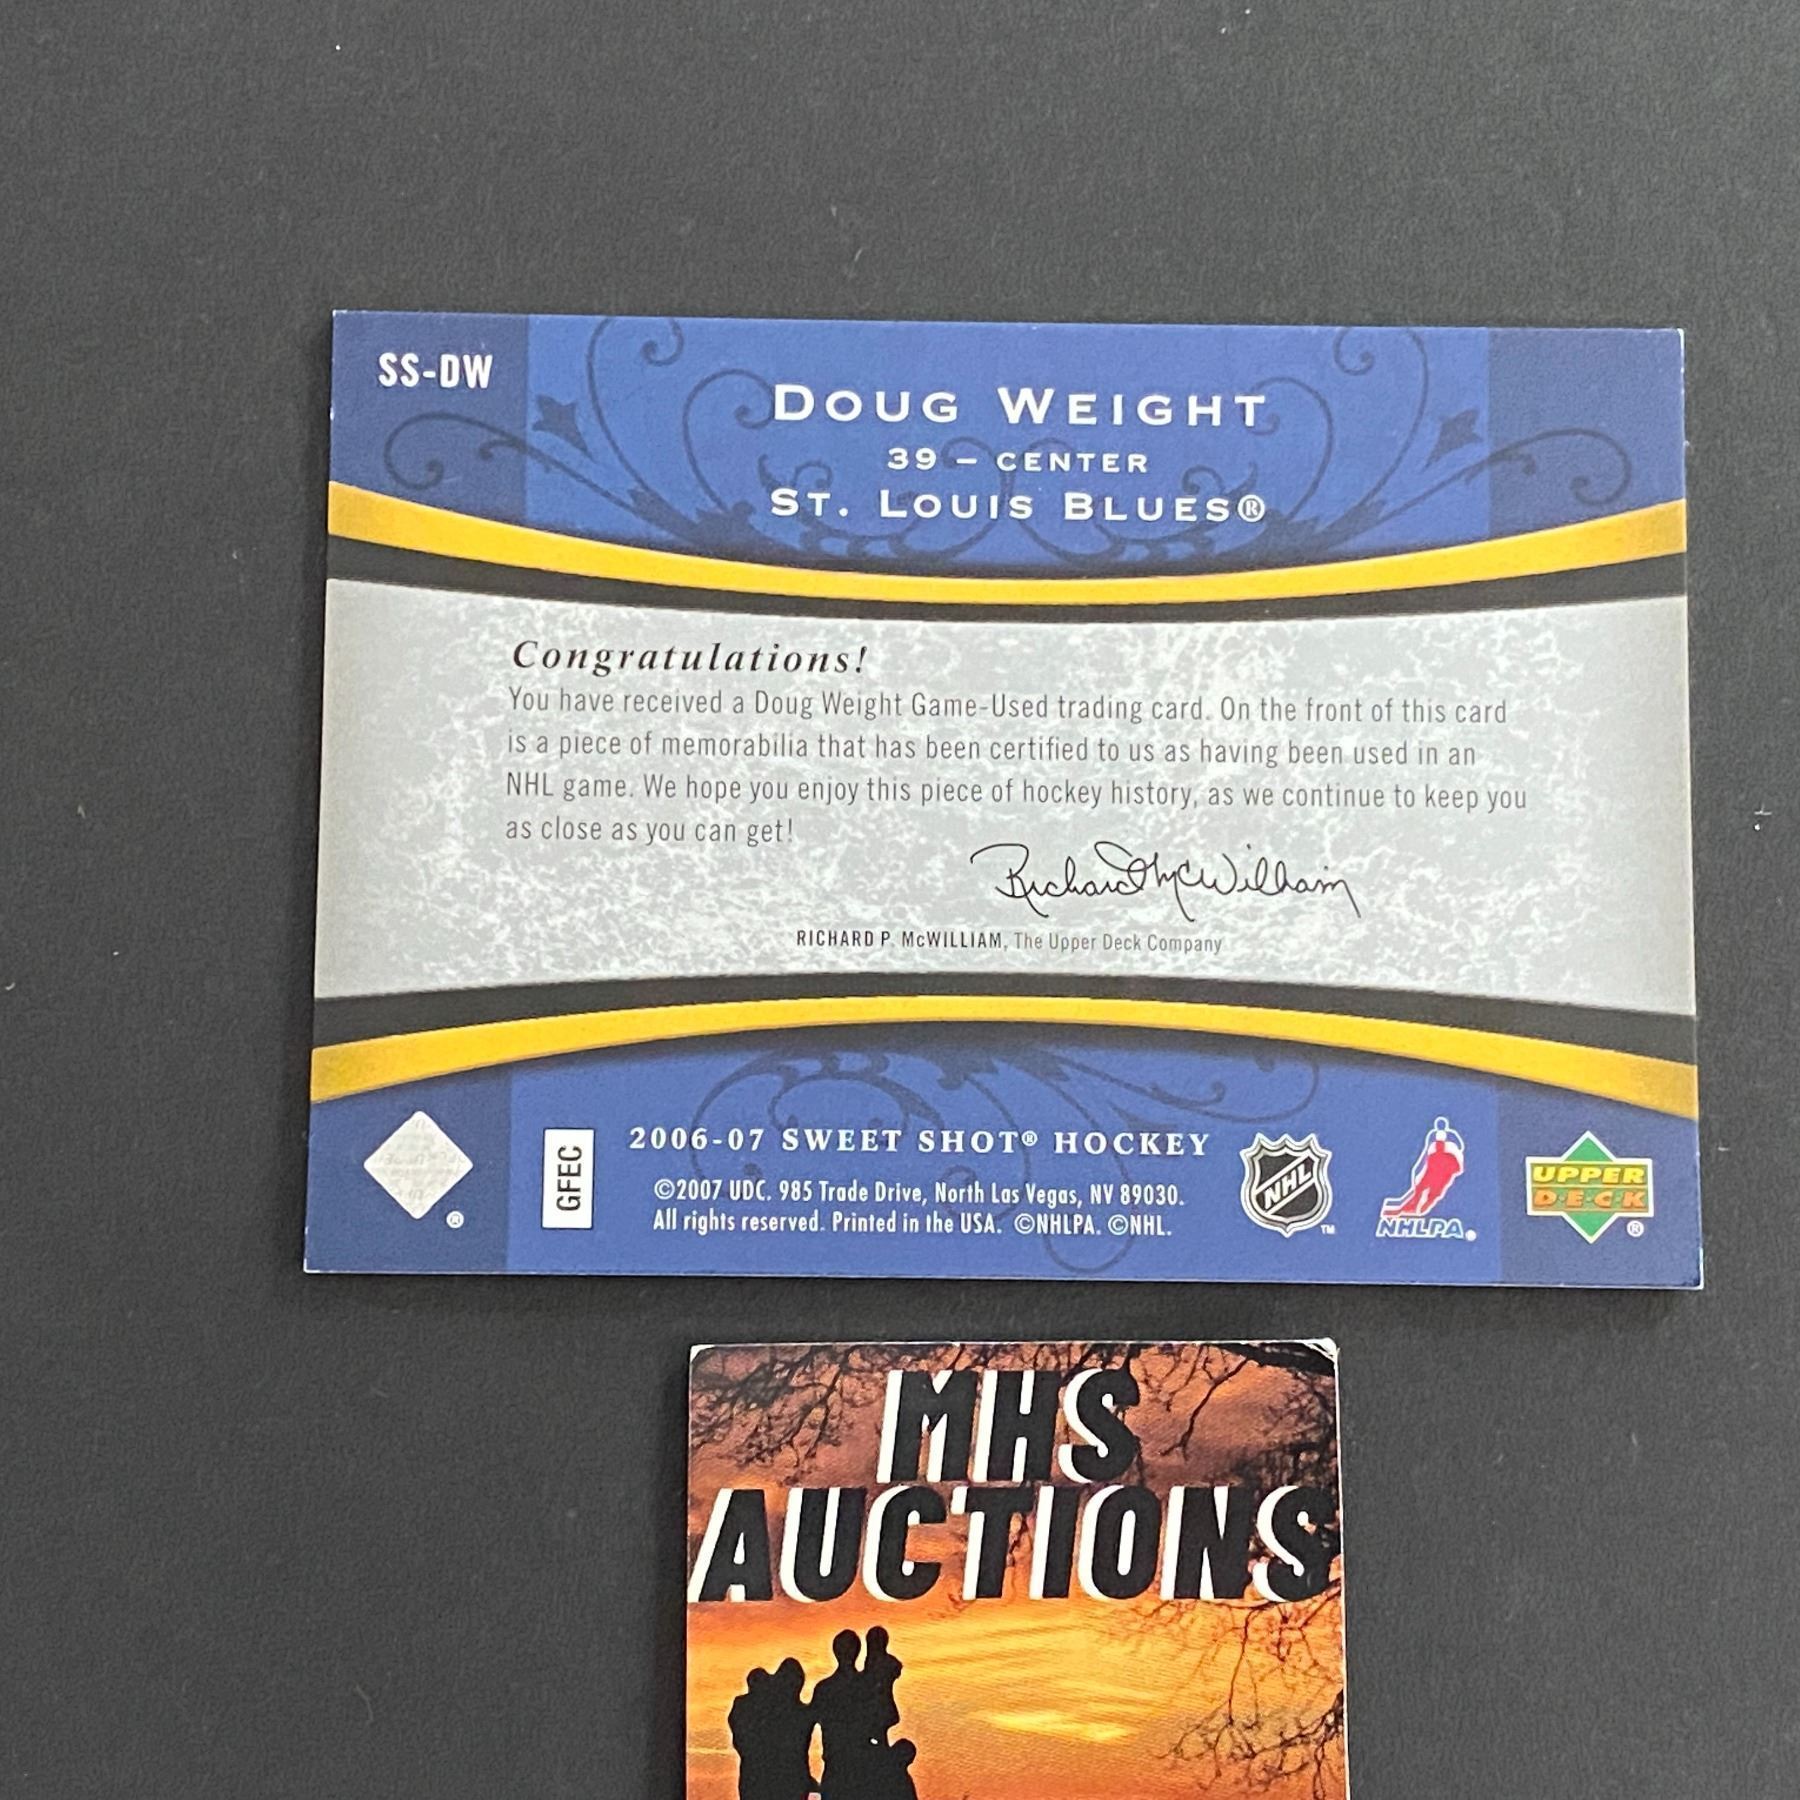 SS-DW
DOUG WEIGHT
39 – CENTER
ST. LOUIS BLUES®
Congratulations!
You have received a Doug Weight Game-Used trading card. On the front of this card
is a piece of memorabilia that has been certified to us as having been used in an
NHL game. We hope you enjoy this piece of hockey history, as we continue to keep you
as close as you can get!
Richard McWilliam
RICHARD P. McWILLIAM, The Upper Deck Company
®
GFEC
2006-07 SWEET SHOT® HOCKEY
©2007 UDC. 985 Trade Drive, North Las Vegas, NV 89030.
All rights reserved. Printed in the USA. ©NHLPA. ©NHL.
NHL
TM
NHLPA®
UPPER
DECK
®
MHS
AUCTIONS